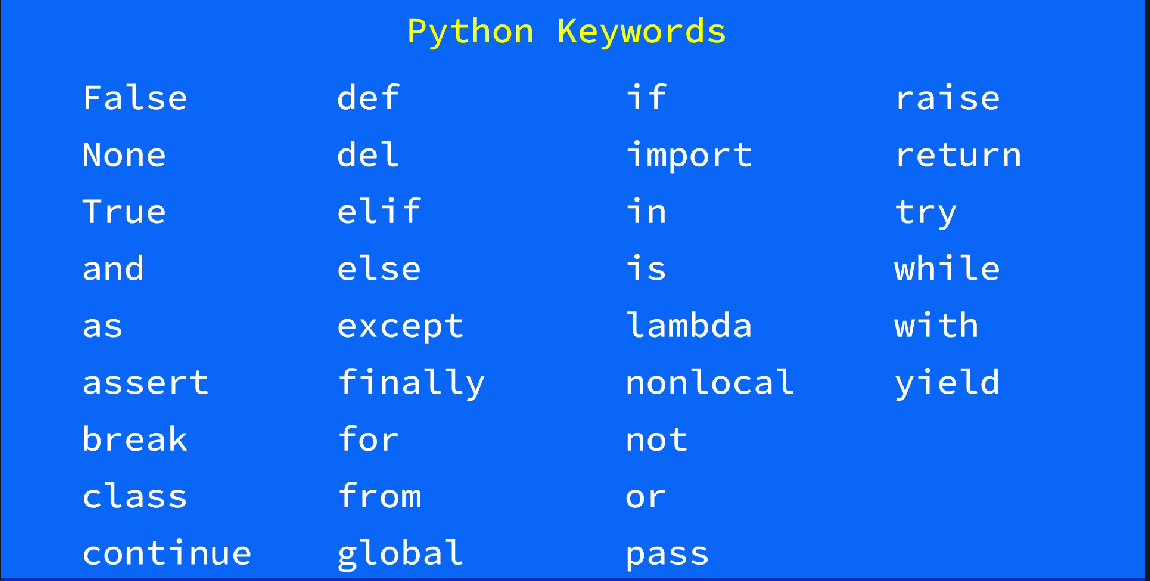 Python Keywords
False def if raise
None del import return
True elif in try
and else is while
as except lambda with
assert finally nonlocal yield
break for not
class from or
continue global pass